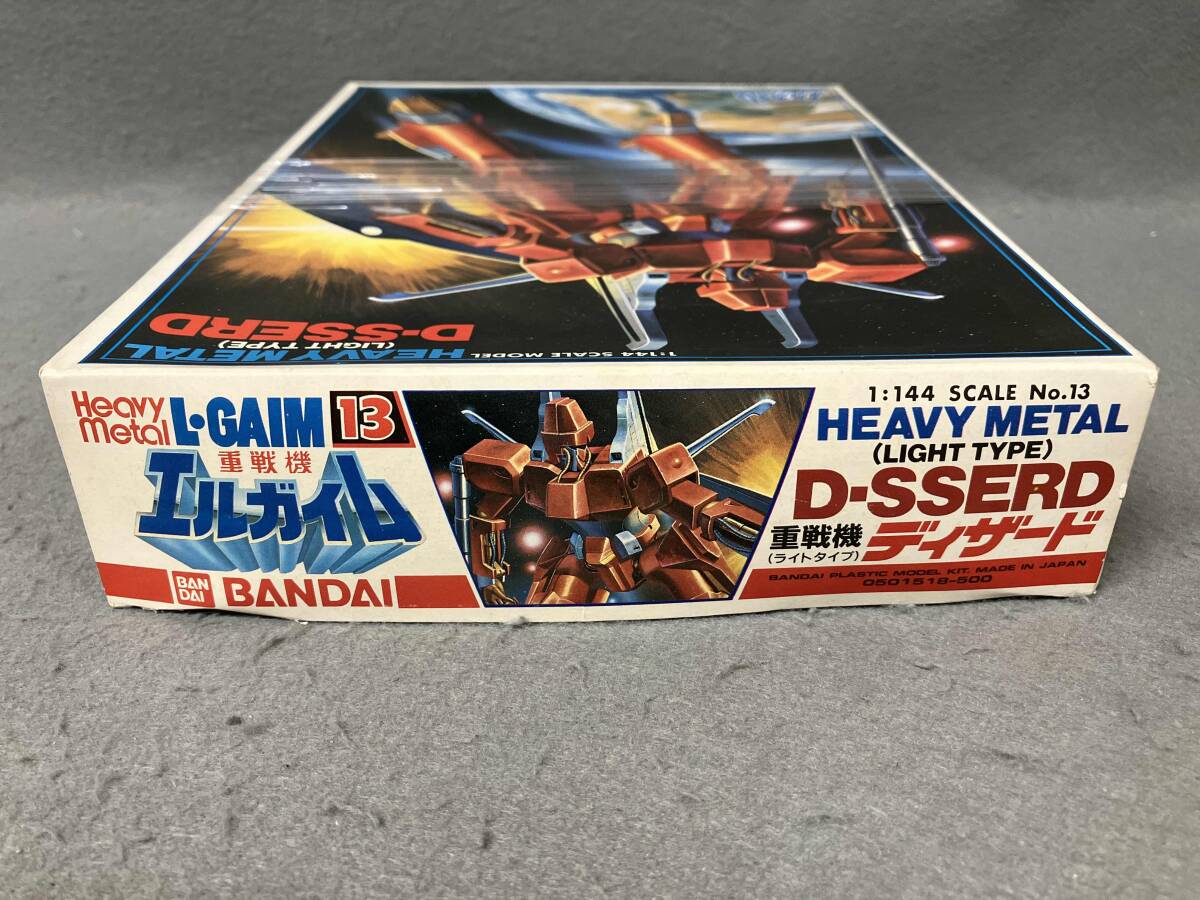 1:144 SCALE MODEL
HEAVY METAL
(LIGHT TYPE)
D-SSERD
Heavy Metal L・GAIM 13
重戦機
エルガイム
BAN DAI BANDAI
1:144 SCALE No.13
HEAVY METAL
(LIGHT TYPE)
D・SSERD
重戦機
(ライトタイプ)
ディザード
BANDAI PLASTIC MODEL KIT. MADE IN JAPAN
0501518-500